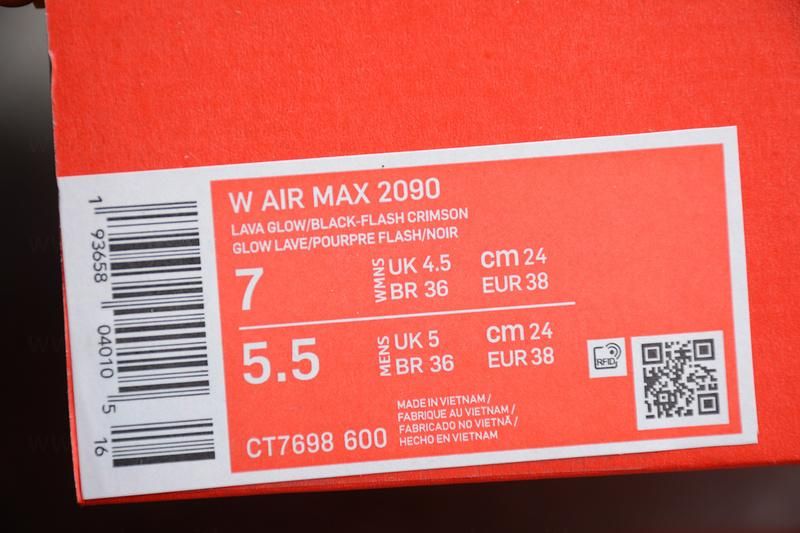 W AIR MAX 2090
LAVA GLOW/BLACK-FLASH CRIMSON
GLOW LAVE/POURPRE FLASH/NOIR
7
WMNS
UK 4.5
cm 24
BR 36
EUR 38
5.5
MENS
UK 5
cm 24
BR 36
EUR 38
RFID
CT7698 600
MADE IN VIETNAM /
FABRIQUE AU VIETNAM /
FABRICADO NO VIETNÃ /
HECHO EN VIETNAM
1 93658 04010 5 16